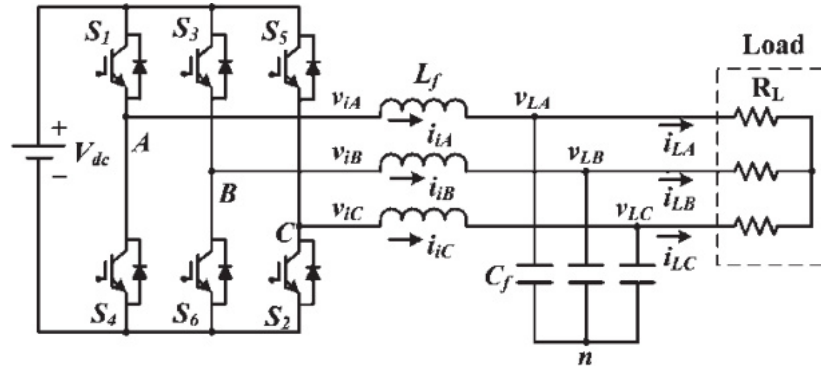 S1 S3 S5
Load
Lf
RL
viA
vLA
+
Vdc
−
A
iiA
iLA
viB
vLB
B
iiB
iLB
viC
vLC
C
iiC
iLC
Cf
S4 S6 S2
n